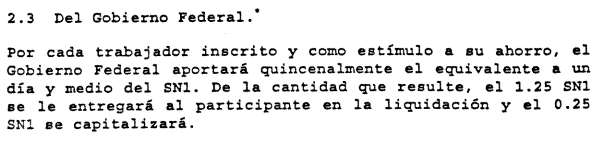 2.3 Del Gobierno Federal.*
Por cada trabajador inscrito y como estímulo a su ahorro, el
Gobierno Federal aportará quincenalmente el equivalente a un
día y medio del SN1. De la cantidad que resulte, el 1.25 SN1
se le entregará al participante en la liquidación y el 0.25
SN1 se capitalizará.